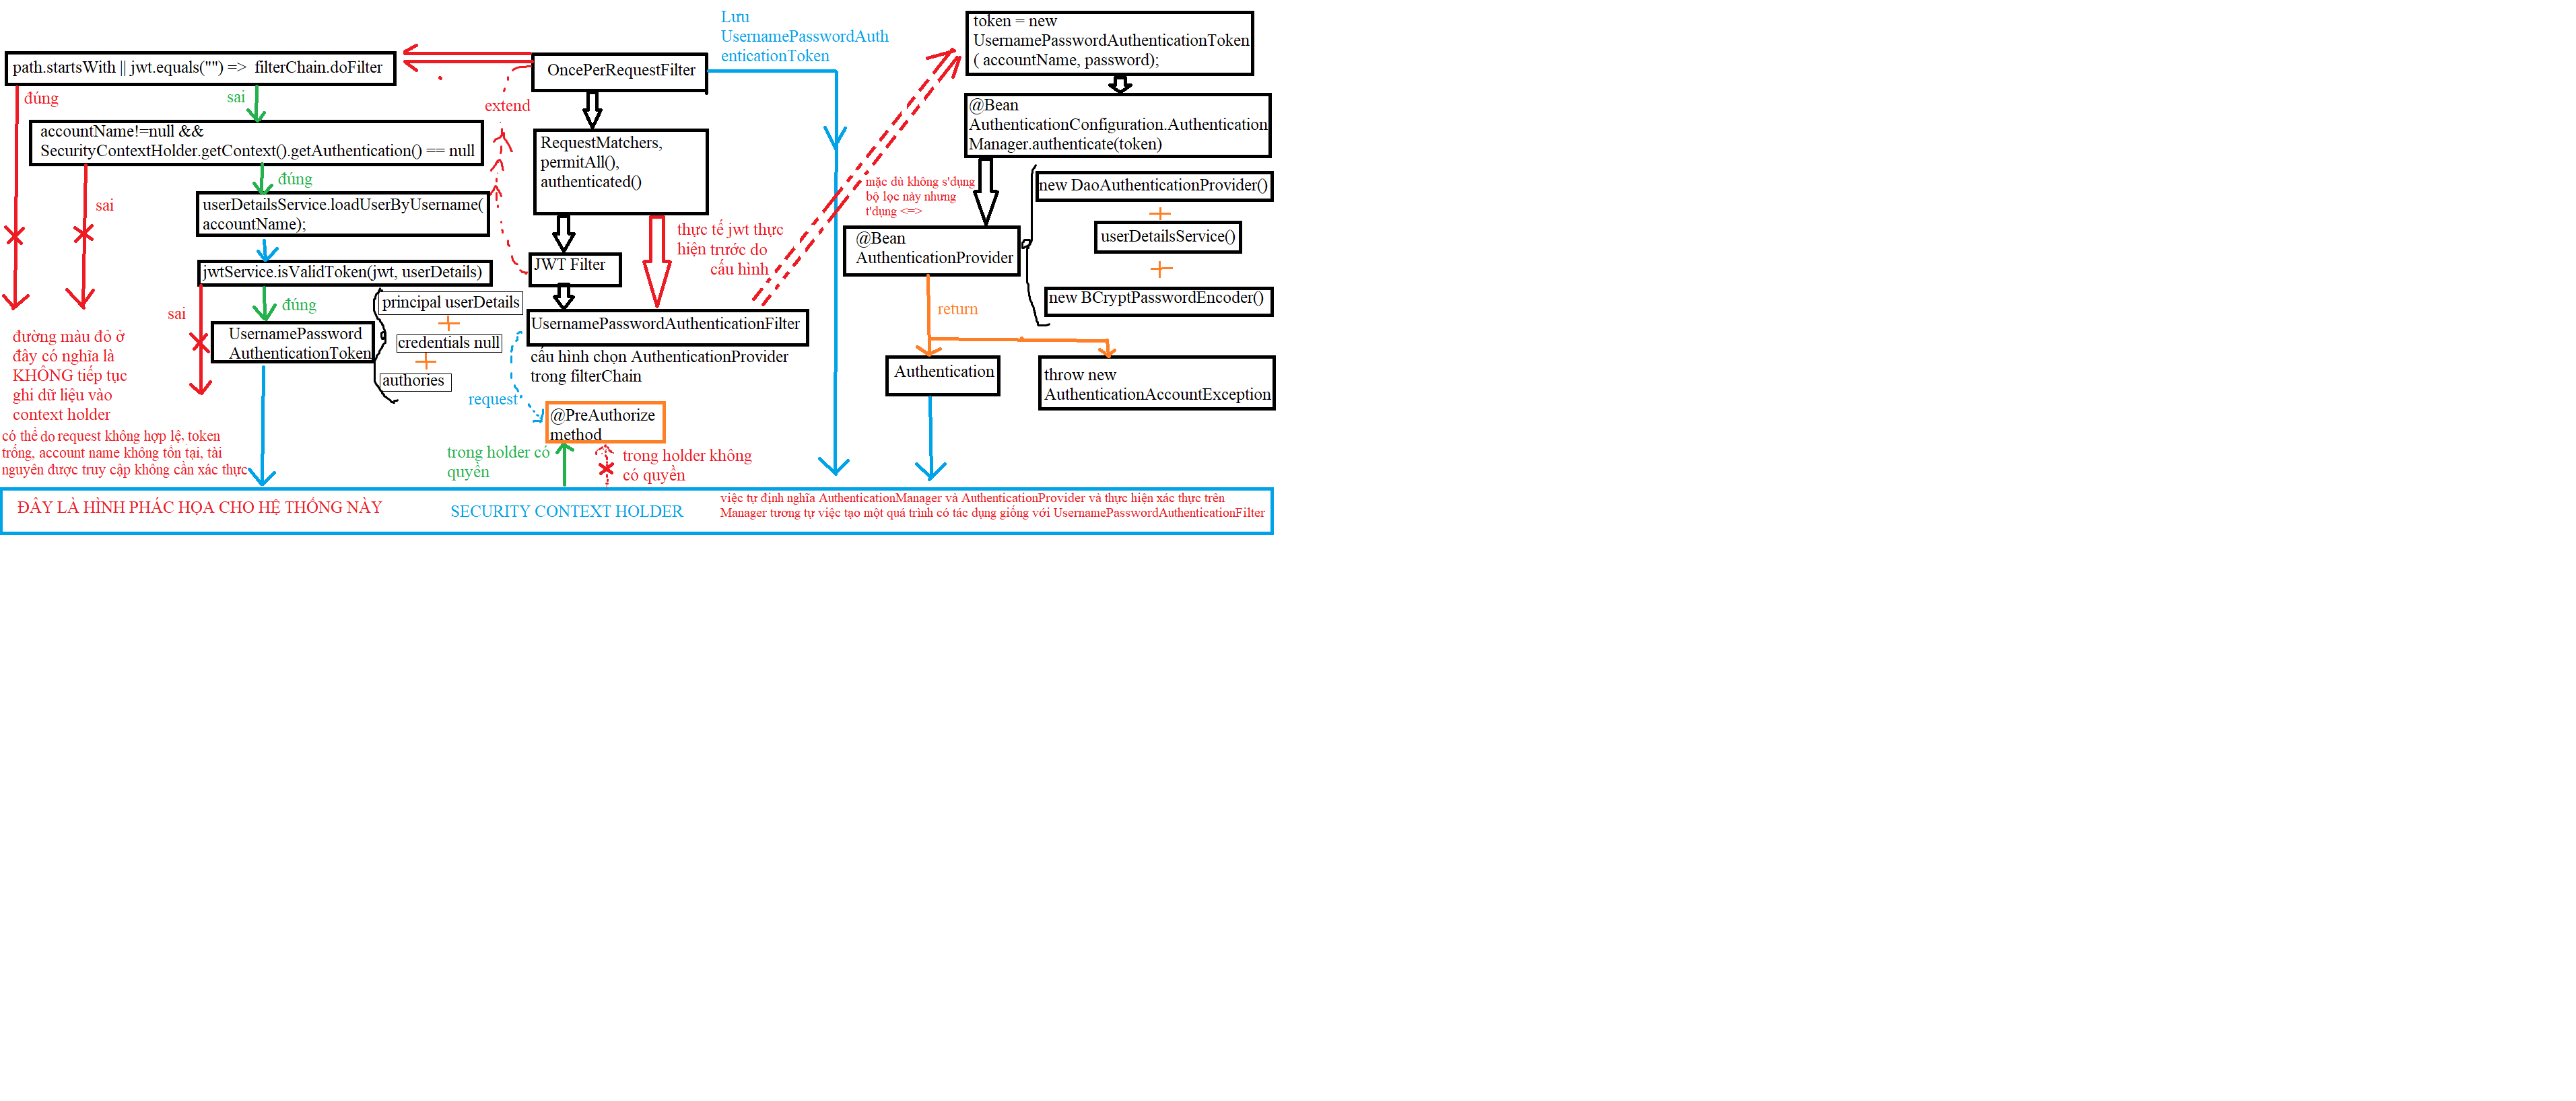 path.startsWith || jwt.equals("") => filterChain.doFilter
đúng
sai
accountName!=null &&
SecurityContextHolder.getContext().getAuthentication() == null
đúng
sai
userDetailsService.loadUserByUsername(
accountName);
jwtService.isValidToken(jwt, userDetails)
sai
đúng
UsernamePassword
AuthenticationToken
principal userDetails
credentials null
authories
đường màu đỏ ở
đây có nghĩa là
KHÔNG tiếp tục
ghi dữ liệu vào
context holder
có thể do request không hợp lệ, token
trống, account name không tồn tại, tài
nguyên được truy cập không cần xác thực
OncePerRequestFilter
extend
RequestMatchers,
permitAll(),
authenticated()
JWT Filter
thực tế jwt thực
hiện trước do
cấu hình
UsernamePasswordAuthenticationFilter
cấu hình chọn AuthenticationProvider
trong filterChain
request
@PreAuthorize
method
trong holder có
quyền
trong holder không
có quyền
Lưu
UsernamePasswordAuth
enticationToken
token = new
UsernamePasswordAuthenticationToken
( accountName, password);
@Bean
AuthenticationConfiguration.Authentication
Manager.authenticate(token)
mặc dù không s'dụng
bộ lọc này nhưng
t'dụng <=>
@Bean
AuthenticationProvider
new DaoAuthenticationProvider()
userDetailsService()
new BCryptPasswordEncoder()
return
Authentication
throw new
AuthenticationAccountException
ĐÂY LÀ HÌNH PHÁC HỌA CHO HỆ THỐNG NÀY
SECURITY CONTEXT HOLDER
việc tự định nghĩa AuthenticationManager và AuthenticationProvider và thực hiện xác thực trên
Manager tương tự việc tạo một quá trình có tác dụng giống với UsernamePasswordAuthenticationFilter